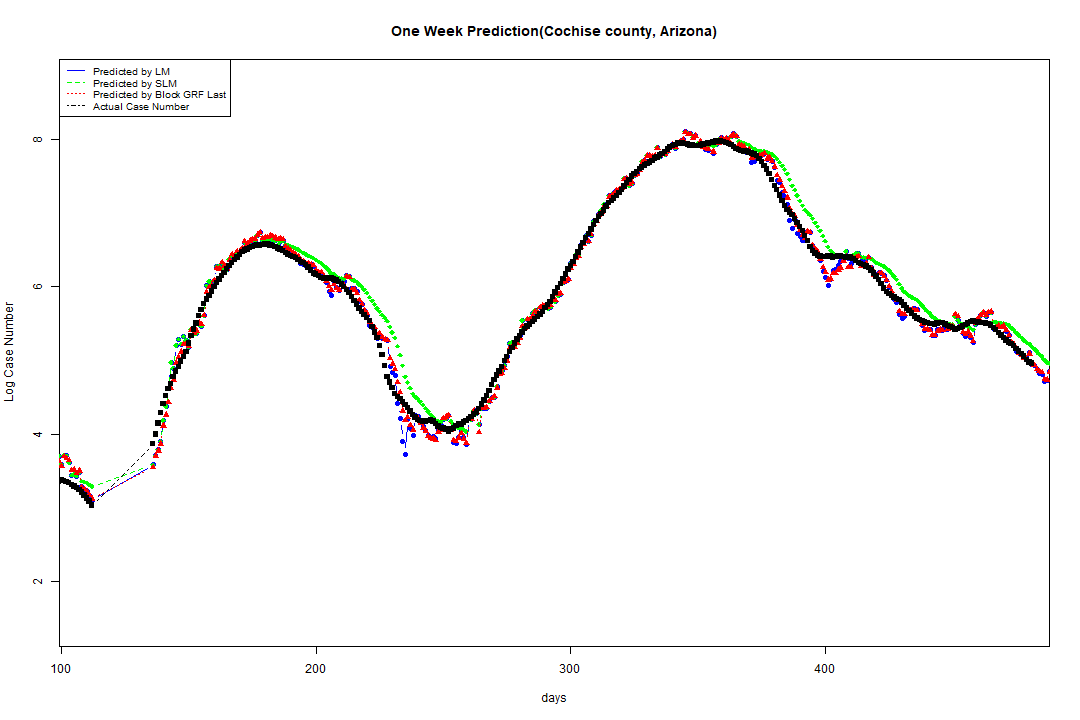 One Week Prediction(Cochise county, Arizona)
Predicted by LM
Predicted by SLM
Predicted by Block GRF Last
Actual Case Number
8
6
4
2
Log Case Number
100 200 300 400
days